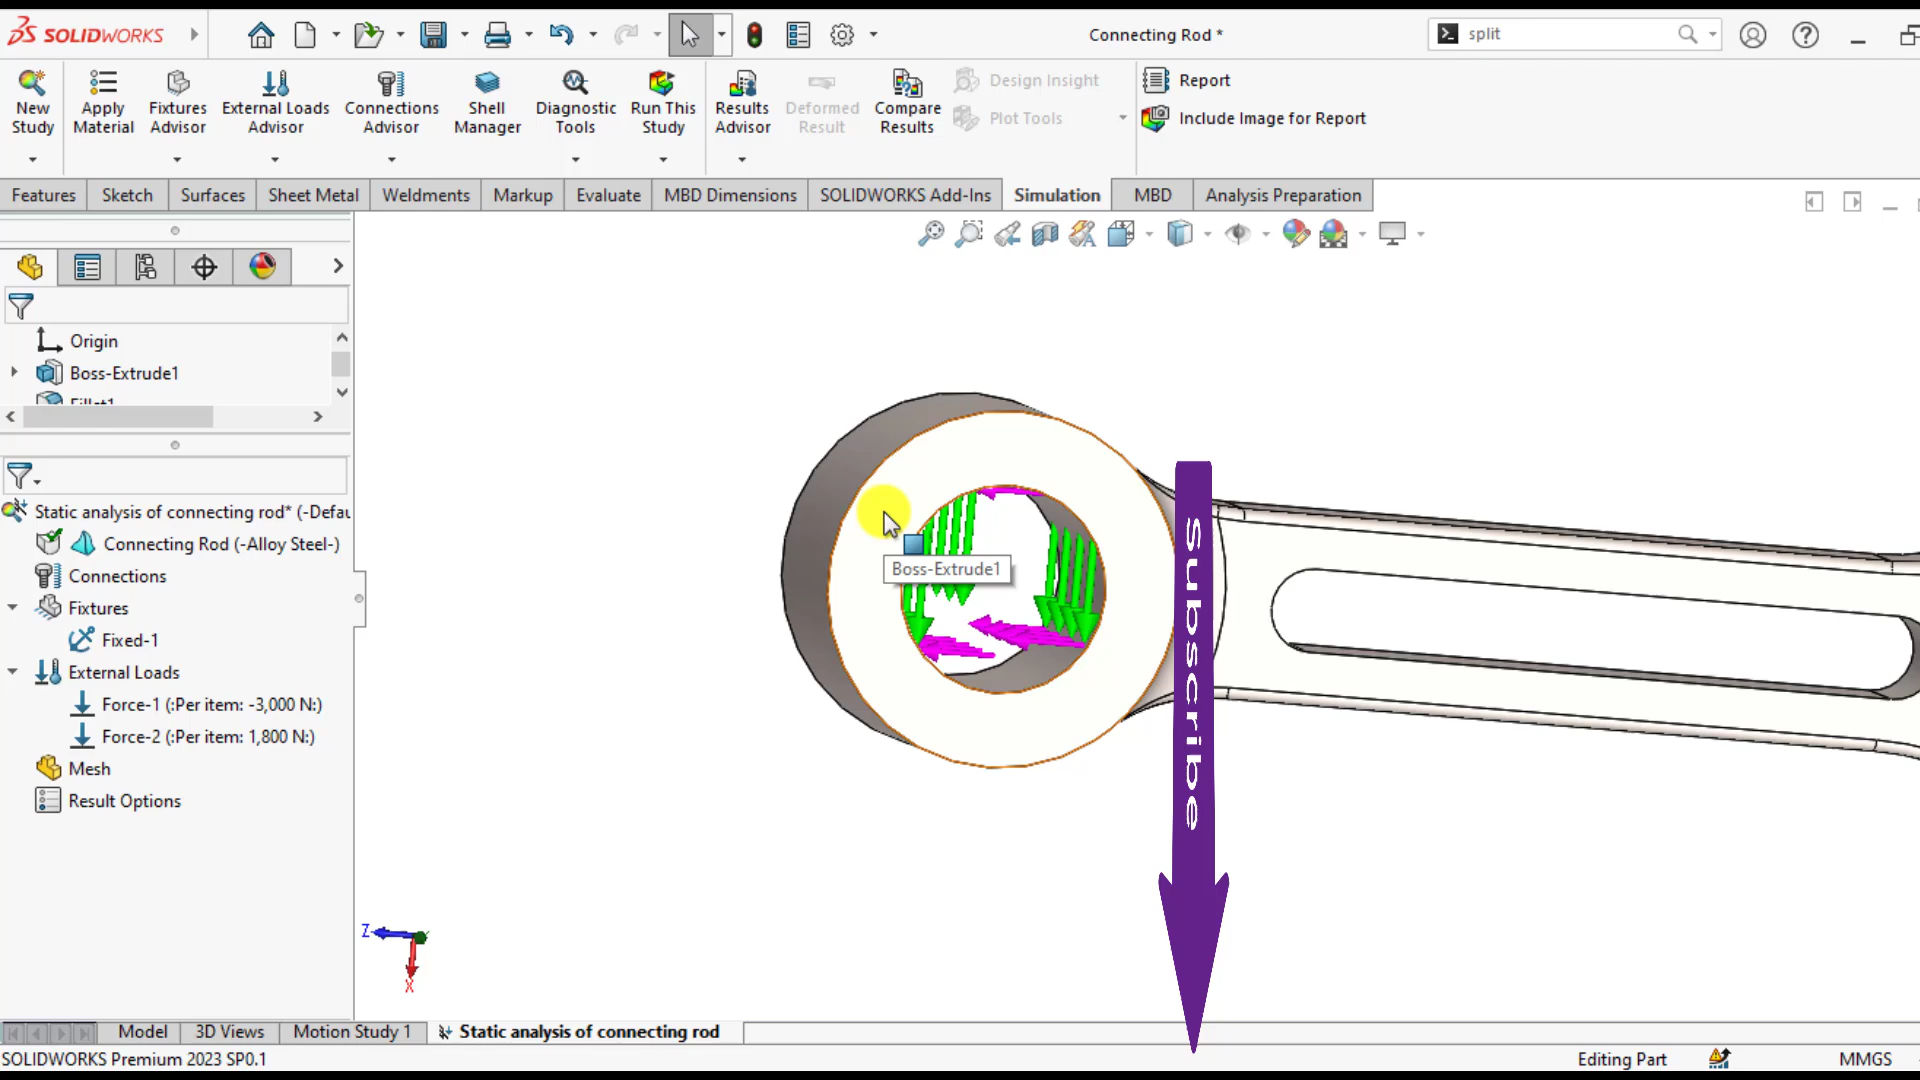 SOLIDWORKS
Connecting Rod *
split
New Study
Apply Material
Fixtures Advisor
External Loads Advisor
Connections Advisor
Shell Manager
Diagnostic Tools
Run This Study
Results Advisor
Deformed Result
Compare Results
Design Insight
Plot Tools
Report
Include Image for Report
Features
Sketch
Surfaces
Sheet Metal
Weldments
Markup
Evaluate
MBD Dimensions
SOLIDWORKS Add-Ins
Simulation
MBD
Analysis Preparation
Origin
Boss-Extrude1
Static analysis of connecting rod* (-Defau
Connecting Rod (-Alloy Steel-)
Connections
Fixtures
Fixed-1
External Loads
Force-1 (:Per item: -3,000 N:)
Force-2 (:Per item: 1,800 N:)
Mesh
Result Options
Boss-Extrude1
Subscribe
Z
X
Model
3D Views
Motion Study 1
Static analysis of connecting rod
SOLIDWORKS Premium 2023 SP0.1
Editing Part
MMGS